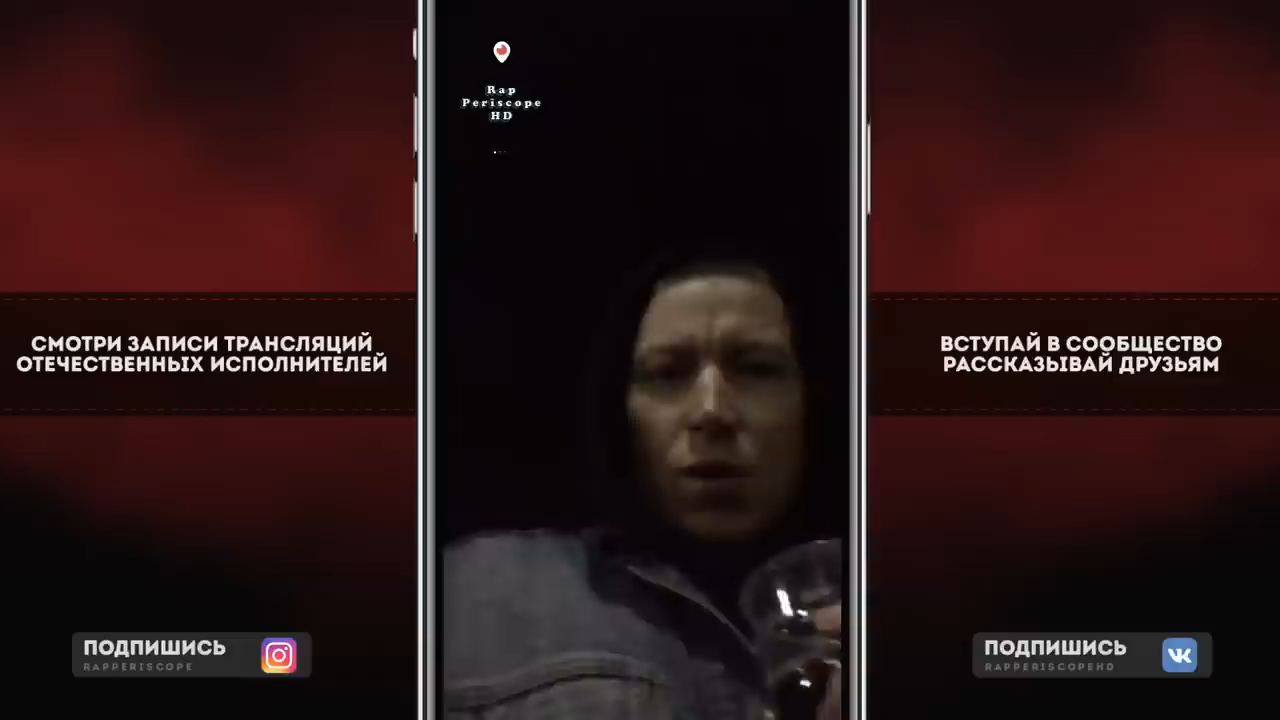 Rap
Periscope
HD
СМОТРИ ЗАПИСИ ТРАНСЛЯЦИЙ
ОТЕЧЕСТВЕННЫХ ИСПОЛНИТЕЛЕЙ
ВСТУПАЙ В СООБЩЕСТВО
РАССКАЗЫВАЙ ДРУЗЬЯМ
ПОДПИШИСЬ
RAPPERISCOPE
ПОДПИШИСЬ
RAPPERISCOPEHD